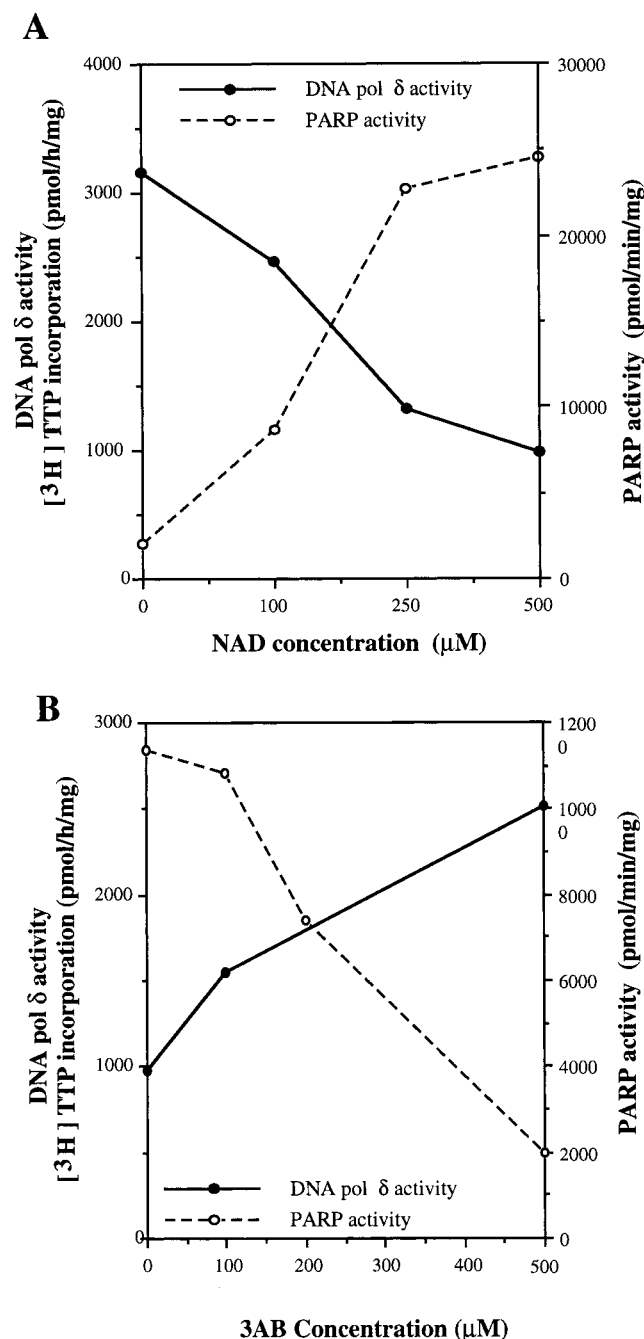 A
4000
3000
2000
1000
0
DNA pol δ activity
[3H] TTP incorporation (pmol/h/mg)
DNA pol δ activity
PARP activity
30000
20000
10000
0
PARP activity (pmol/min/mg)
0 100 250 500
NAD concentration (μM)
B
3000
2000
1000
0
DNA pol δ activity
[3H] TTP incorporation (pmol/h/mg)
DNA pol δ activity
PARP activity
1200
0
1000
0
8000
6000
4000
2000
0
PARP activity (pmol/min/mg)
0 100 200 300 400 500
3AB Concentration (μM)